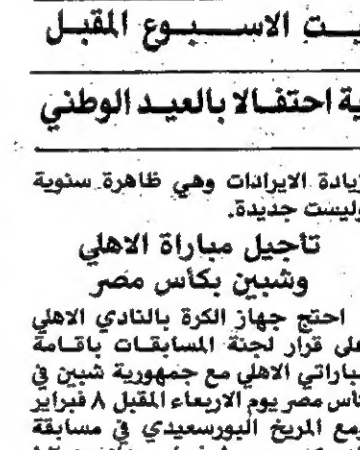 يت الاسبوع المقبل
ية احتفالا بالعيد الوطني
زيادة الايرادات وهي ظاهرة سنوية
وليست جديدة.
تأجيل مباراة الاهلي
وشبين بكأس مصر
احتج جهاز الكرة بالنادي الاهلي
على قرار لجنة المسابقات باقامة
مباراتي الاهلي مع جمهورية شبين في
كأس مصر يوم الاربعاء المقبل ٨ فبراير
ومع المريخ البورسعيدي في مسابقة